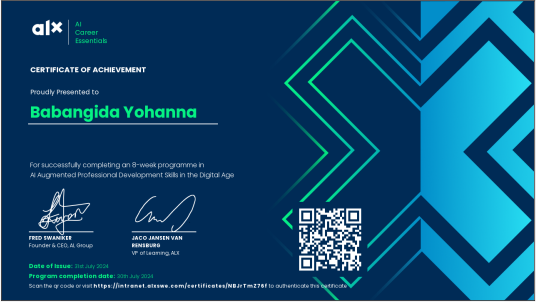 alx
AI
Career
Essentials
CERTIFICATE OF ACHIEVEMENT
Proudly Presented to
Babangida Yohanna
For successfully completing an 8-week programme in
AI Augmented Professional Development Skills in the Digital Age
FRED SWANIKER
Founder & CEO, AL Group
JACO JANSEN VAN
RENSBURG
VP of Learning, ALX
Date of Issue: 31st July 2024
Program completion date: 30th July 2024
Scan the qr code or visit https://intranet.alxswe.com/certificates/NBJrTmZ76f to authenticate this certificate